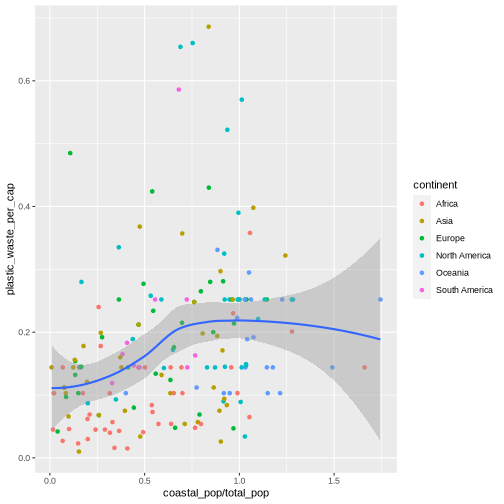 0.6
0.4
0.2
0.0
plastic_waste_per_cap
0.0
0.5
1.0
1.5
coastal_pop/total_pop
continent
Africa
Asia
Europe
North America
Oceania
South America